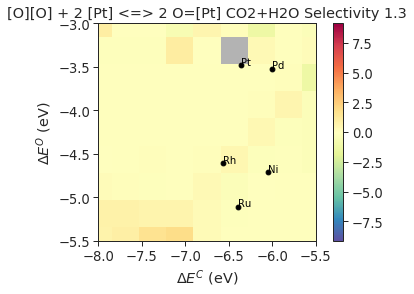 [O][O] + 2 [Pt] <=> 2 O=[Pt] CO2+H2O Selectivity 1.3
−3.0
−3.5
−4.0
−4.5
−5.0
−5.5
ΔE^O (eV)
Pt
Pd
Rh
Ni
Ru
−8.0 −7.5 −7.0 −6.5 −6.0 −5.5
ΔE^C (eV)
7.5
5.0
2.5
0.0
−2.5
−5.0
−7.5